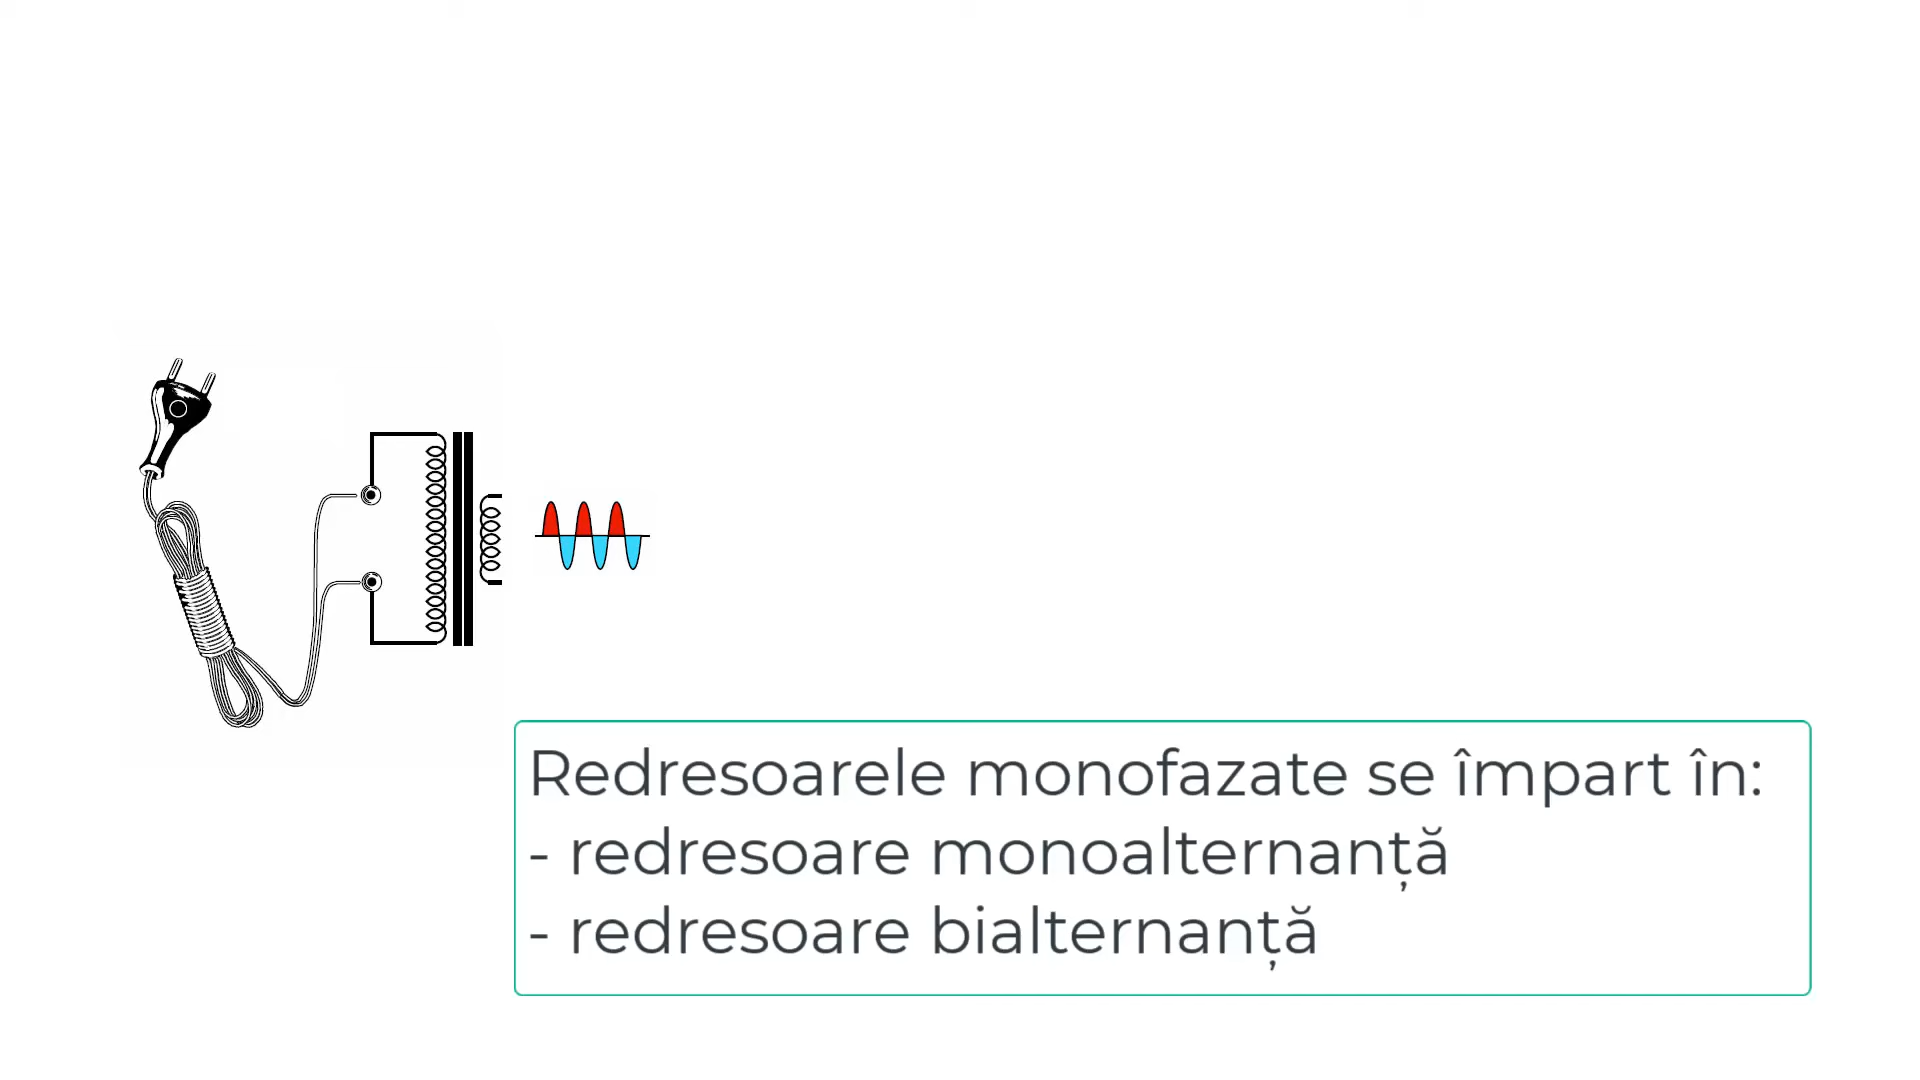 Redresoarele monofazate se împart în:
- redresoare monoalternanță
- redresoare bialternanță